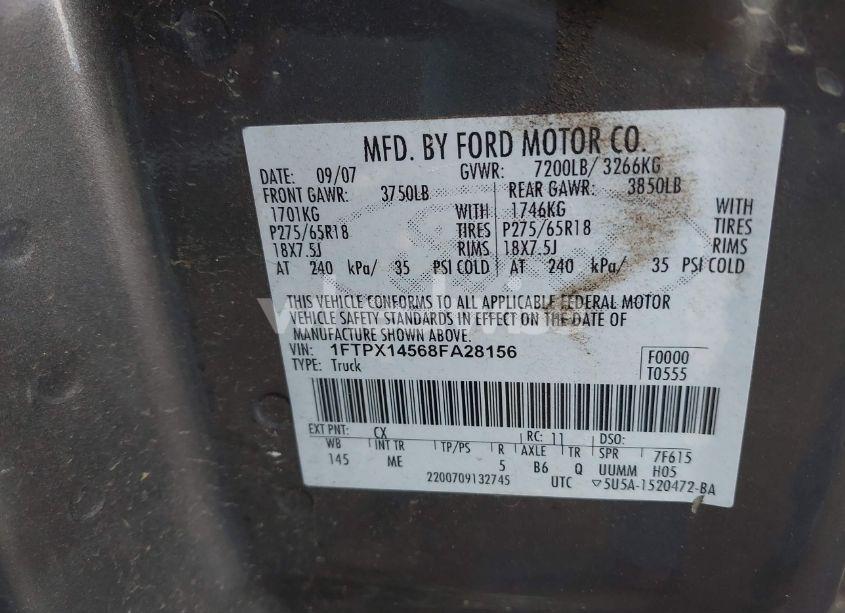 MFD. BY FORD MOTOR CO.
DATE: 09/07 GVWR: 7200LB/ 3266KG
FRONT GAWR: 3750LB REAR GAWR: 3850LB
1701KG WITH 1746KG WITH
P275/65R18 TIRES P275/65R18 TIRES
18X7.5J RIMS 18X7.5J RIMS
AT 240 kPa/ 35 PSI COLD AT 240 kPa/ 35 PSI COLD
THIS VEHICLE CONFORMS TO ALL APPLICABLE FEDERAL MOTOR
VEHICLE SAFETY STANDARDS IN EFFECT ON THE DATE OF
MANUFACTURE SHOWN ABOVE.
VIN: 1FTPX14568FA28156 F0000
TYPE: Truck T0555
EXT PNT: CX RC: 11 DSO:
WB INT TR TP/PS R AXLE TR SPR 7F615
145 ME 5 B6 Q UUMM H05
2200709132745 UTC ▽5U5A-1520472-BA